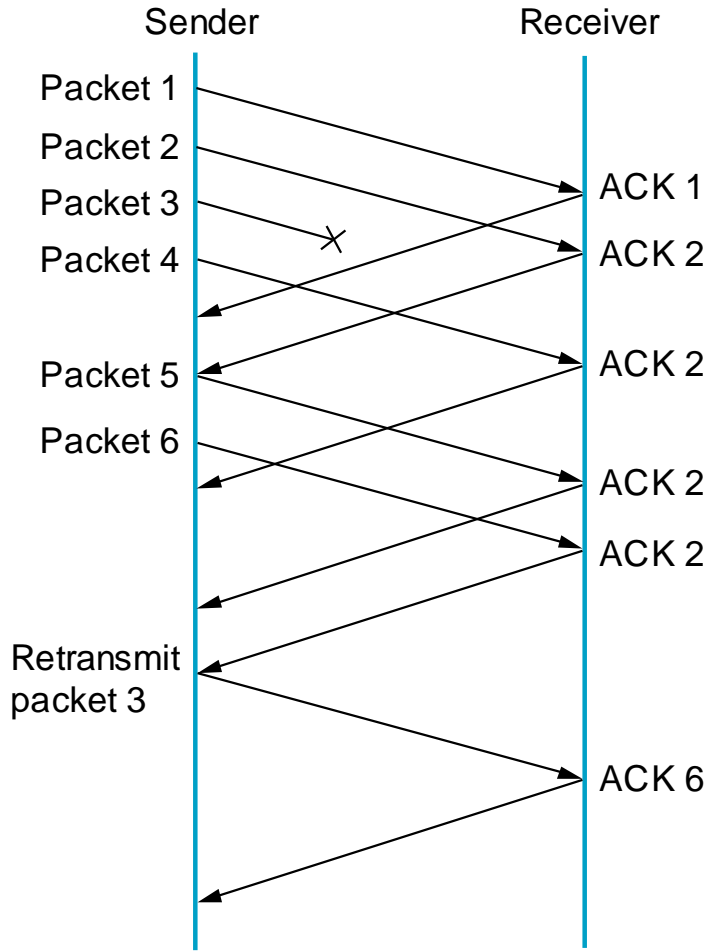 Sender
Receiver
Packet 1
Packet 2
ACK 1
Packet 3
ACK 2
Packet 4
ACK 2
Packet 5
Packet 6
ACK 2
ACK 2
Retransmit
packet 3
ACK 6